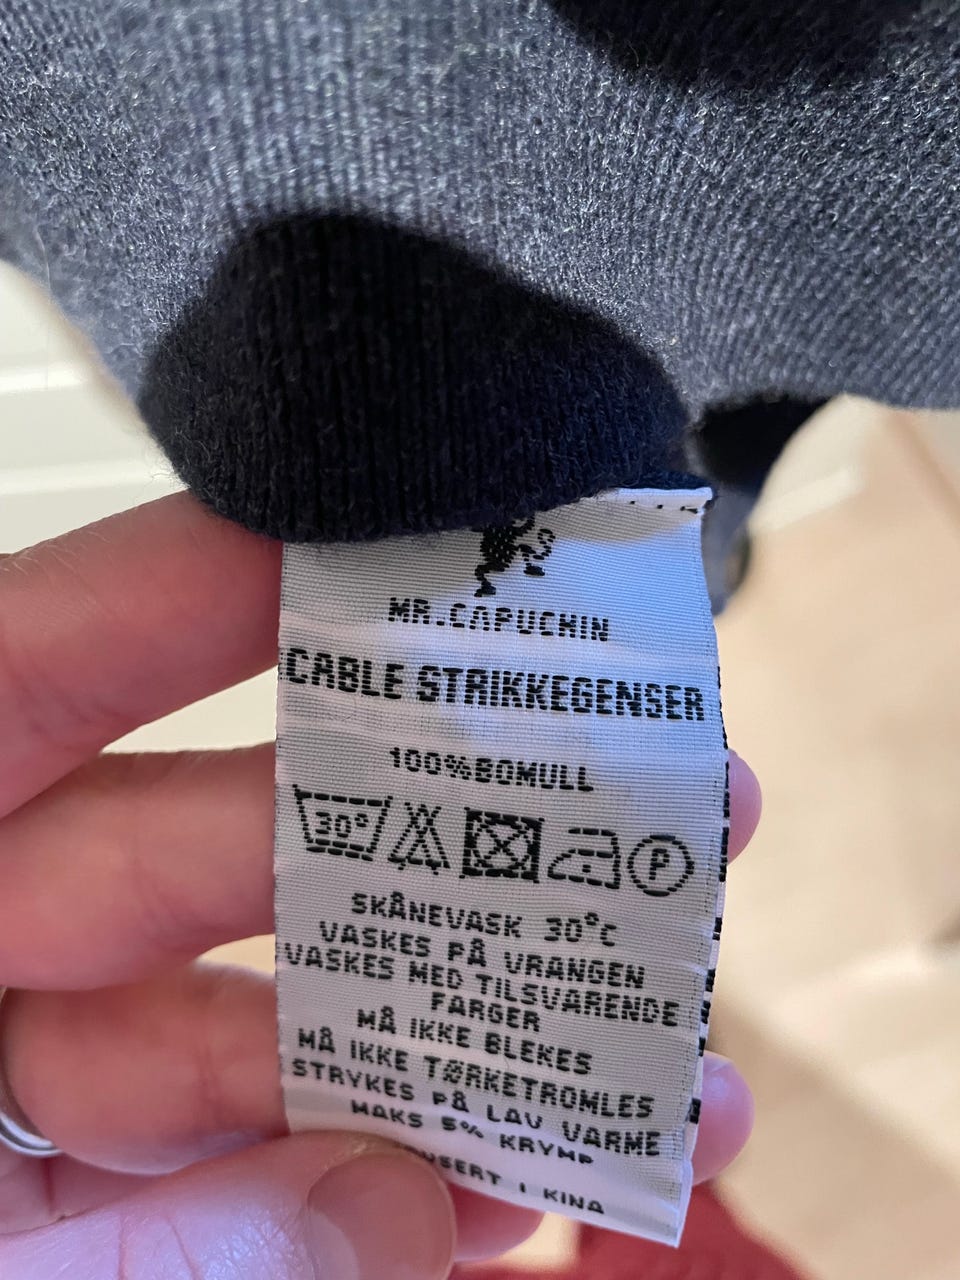 MR.CAPUCHIN
CABLE STRIKKEGENSER
100%BOMULL
30°
P
SKÅNEVASK 30°C
VASKES PÅ VRANGEN
VASKES MED TILSVARENDE
FARGER
MÅ IKKE BLEKES
MÅ IKKE TØRKETROMLES
STRYKES PÅ LAV VARME
MAKS 5% KRYMP
I KINA